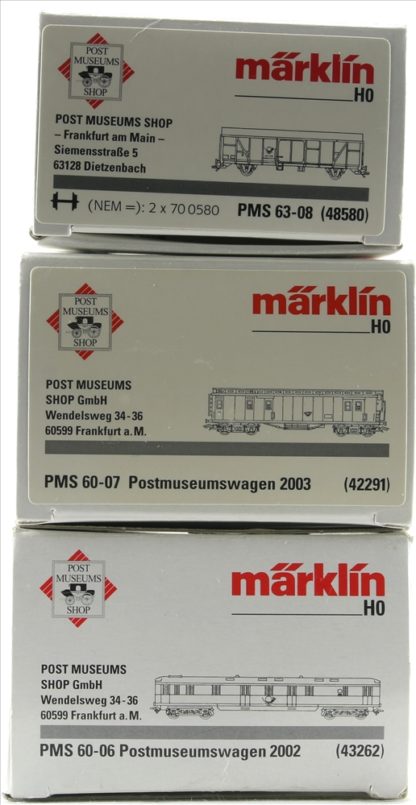 POST
MUSEUMS
SHOP
märklin
H0
POST MUSEUMS SHOP
– Frankfurt am Main –
Siemensstraße 5
63128 Dietzenbach
(NEM =): 2 x 70 0580 PMS 63-08 (48580)
POST
MUSEUMS
SHOP
märklin
H0
POST MUSEUMS
SHOP GmbH
Wendelsweg 34-36
60599 Frankfurt a. M.
PMS 60-07 Postmuseumswagen 2003 (42291)
POST
MUSEUMS
SHOP
märklin
H0
POST MUSEUMS
SHOP GmbH
Wendelsweg 34-36
60599 Frankfurt a. M.
PMS 60-06 Postmuseumswagen 2002 (43262)